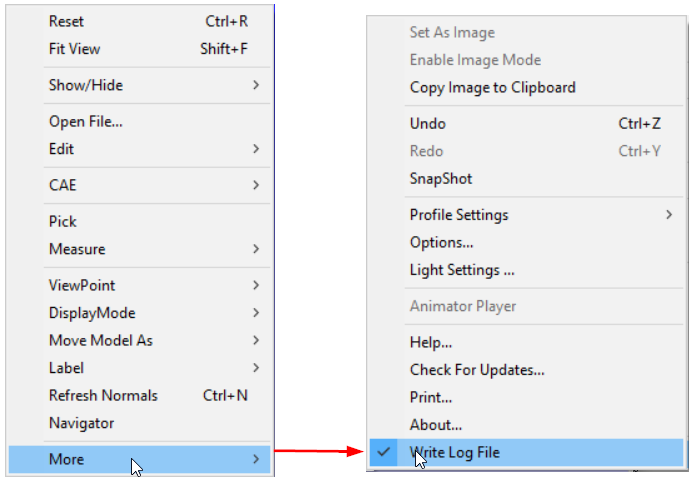 Reset Ctrl+R
Fit View Shift+F
Show/Hide
Open File...
Edit
CAE
Pick
Measure
ViewPoint
DisplayMode
Move Model As
Label
Refresh Normals Ctrl+N
Navigator
More
Set As Image
Enable Image Mode
Copy Image to Clipboard
Undo Ctrl+Z
Redo Ctrl+Y
SnapShot
Profile Settings
Options...
Light Settings ...
Animator Player
Help...
Check For Updates...
Print...
About...
Write Log File